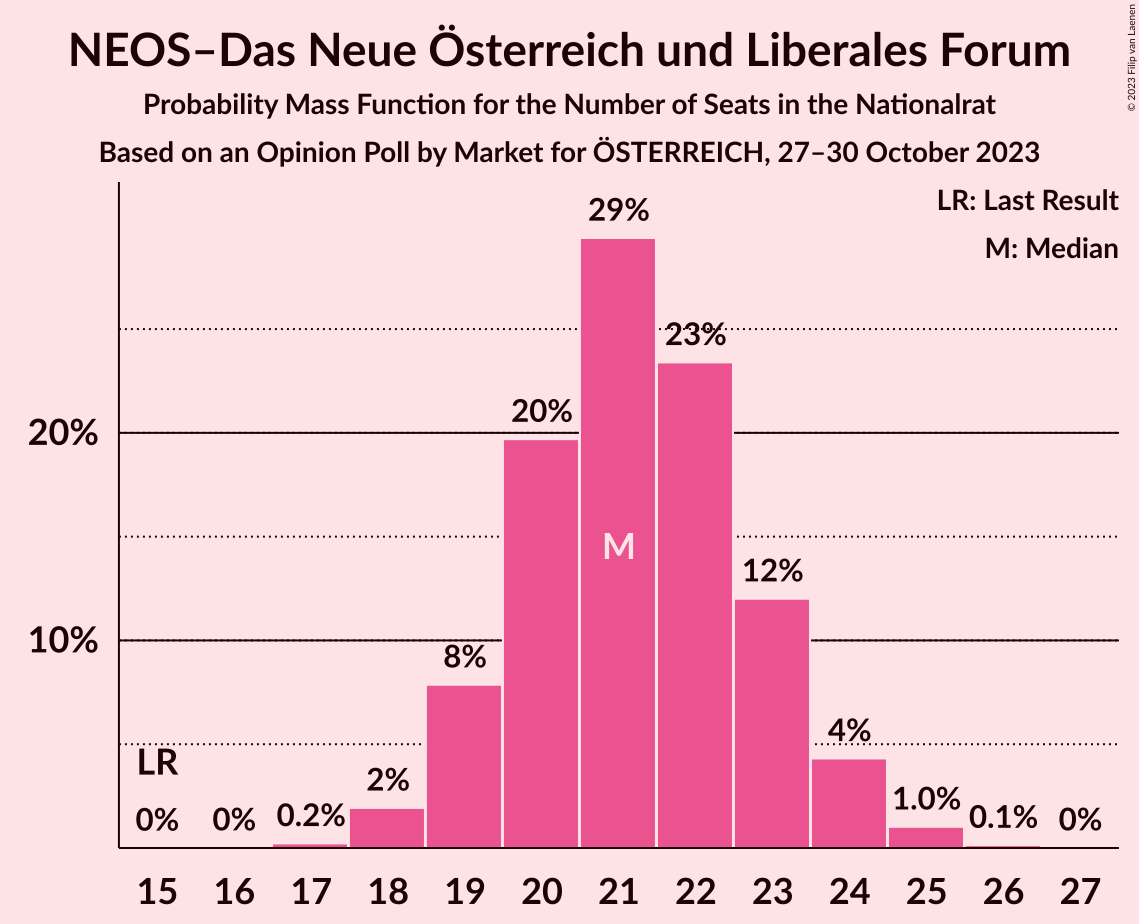 NEOS–Das Neue Österreich und Liberales Forum
Probability Mass Function for the Number of Seats in the Nationalrat
Based on an Opinion Poll by Market for ÖSTERREICH, 27–30 October 2023
© 2023 Filip van Laenen
LR: Last Result
M: Median
29%
23%
20%
20%
M
12%
10%
8%
4%
LR
2%
1.0%
0% 0% 0.2% 0.1% 0%
15 16 17 18 19 20 21 22 23 24 25 26 27